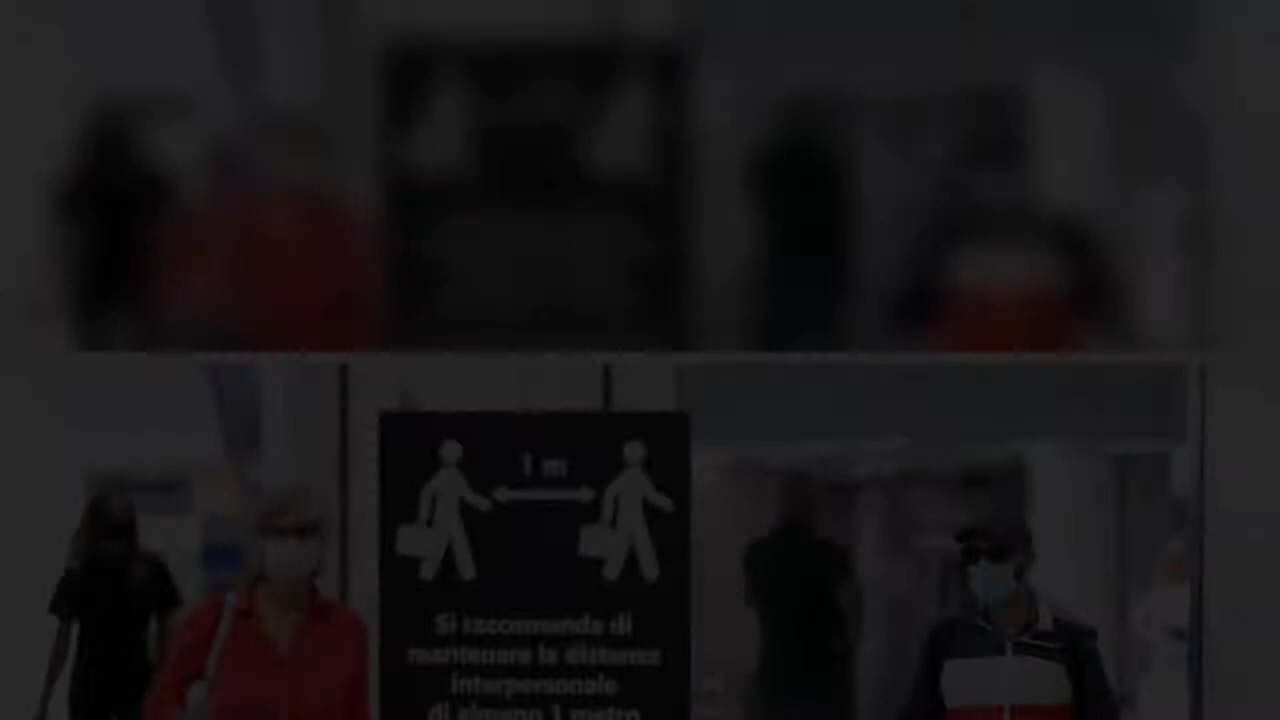 1 m
Si raccomanda di
mantenere la distanza
interpersonale
di almeno 1 metro